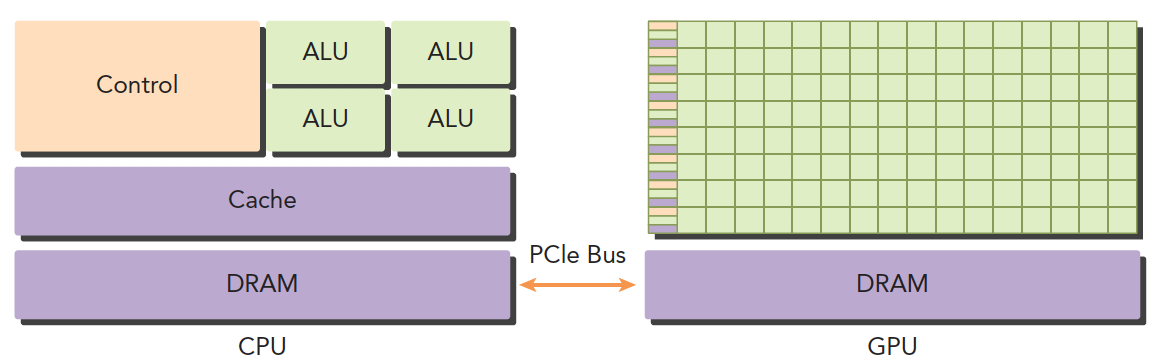 Control
ALU
ALU
ALU
ALU
Cache
DRAM
CPU
PCIe Bus
DRAM
GPU